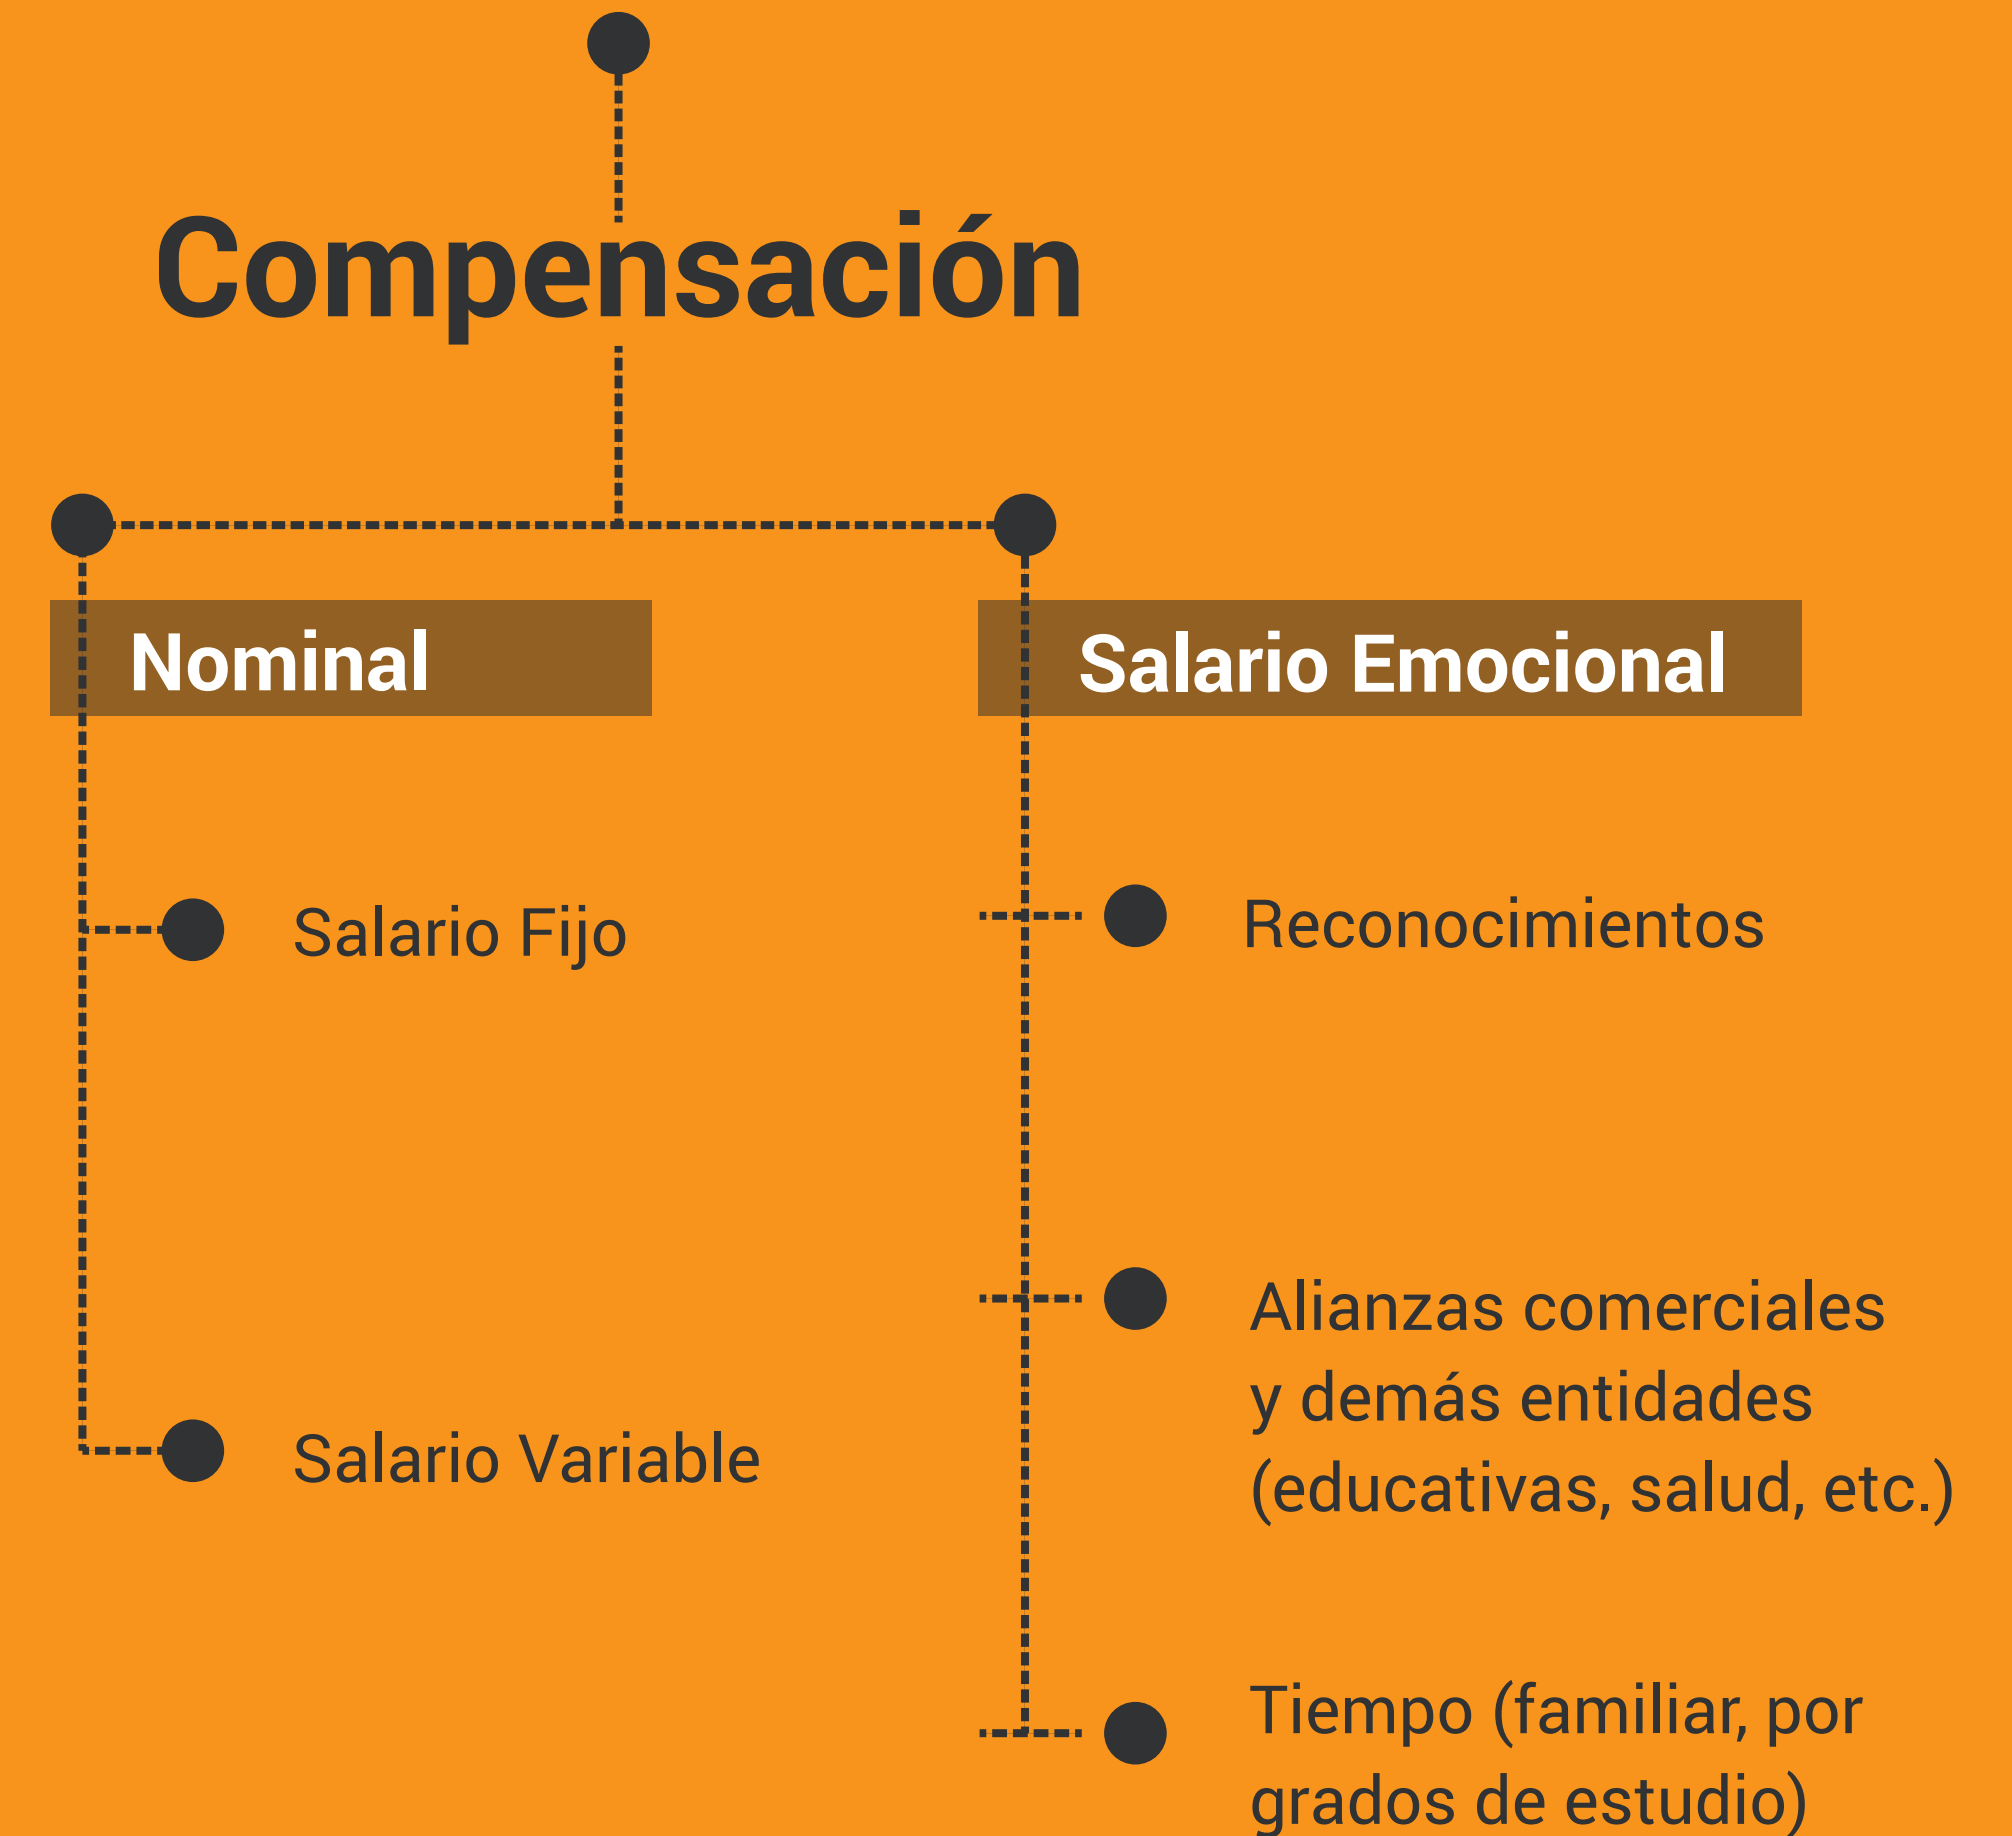 Compensación
Nominal
Salario Fijo
Salario Variable
Salario Emocional
Reconocimientos
Alianzas comerciales
y demás entidades
(educativas, salud, etc.)
Tiempo (familiar, por
grados de estudio)